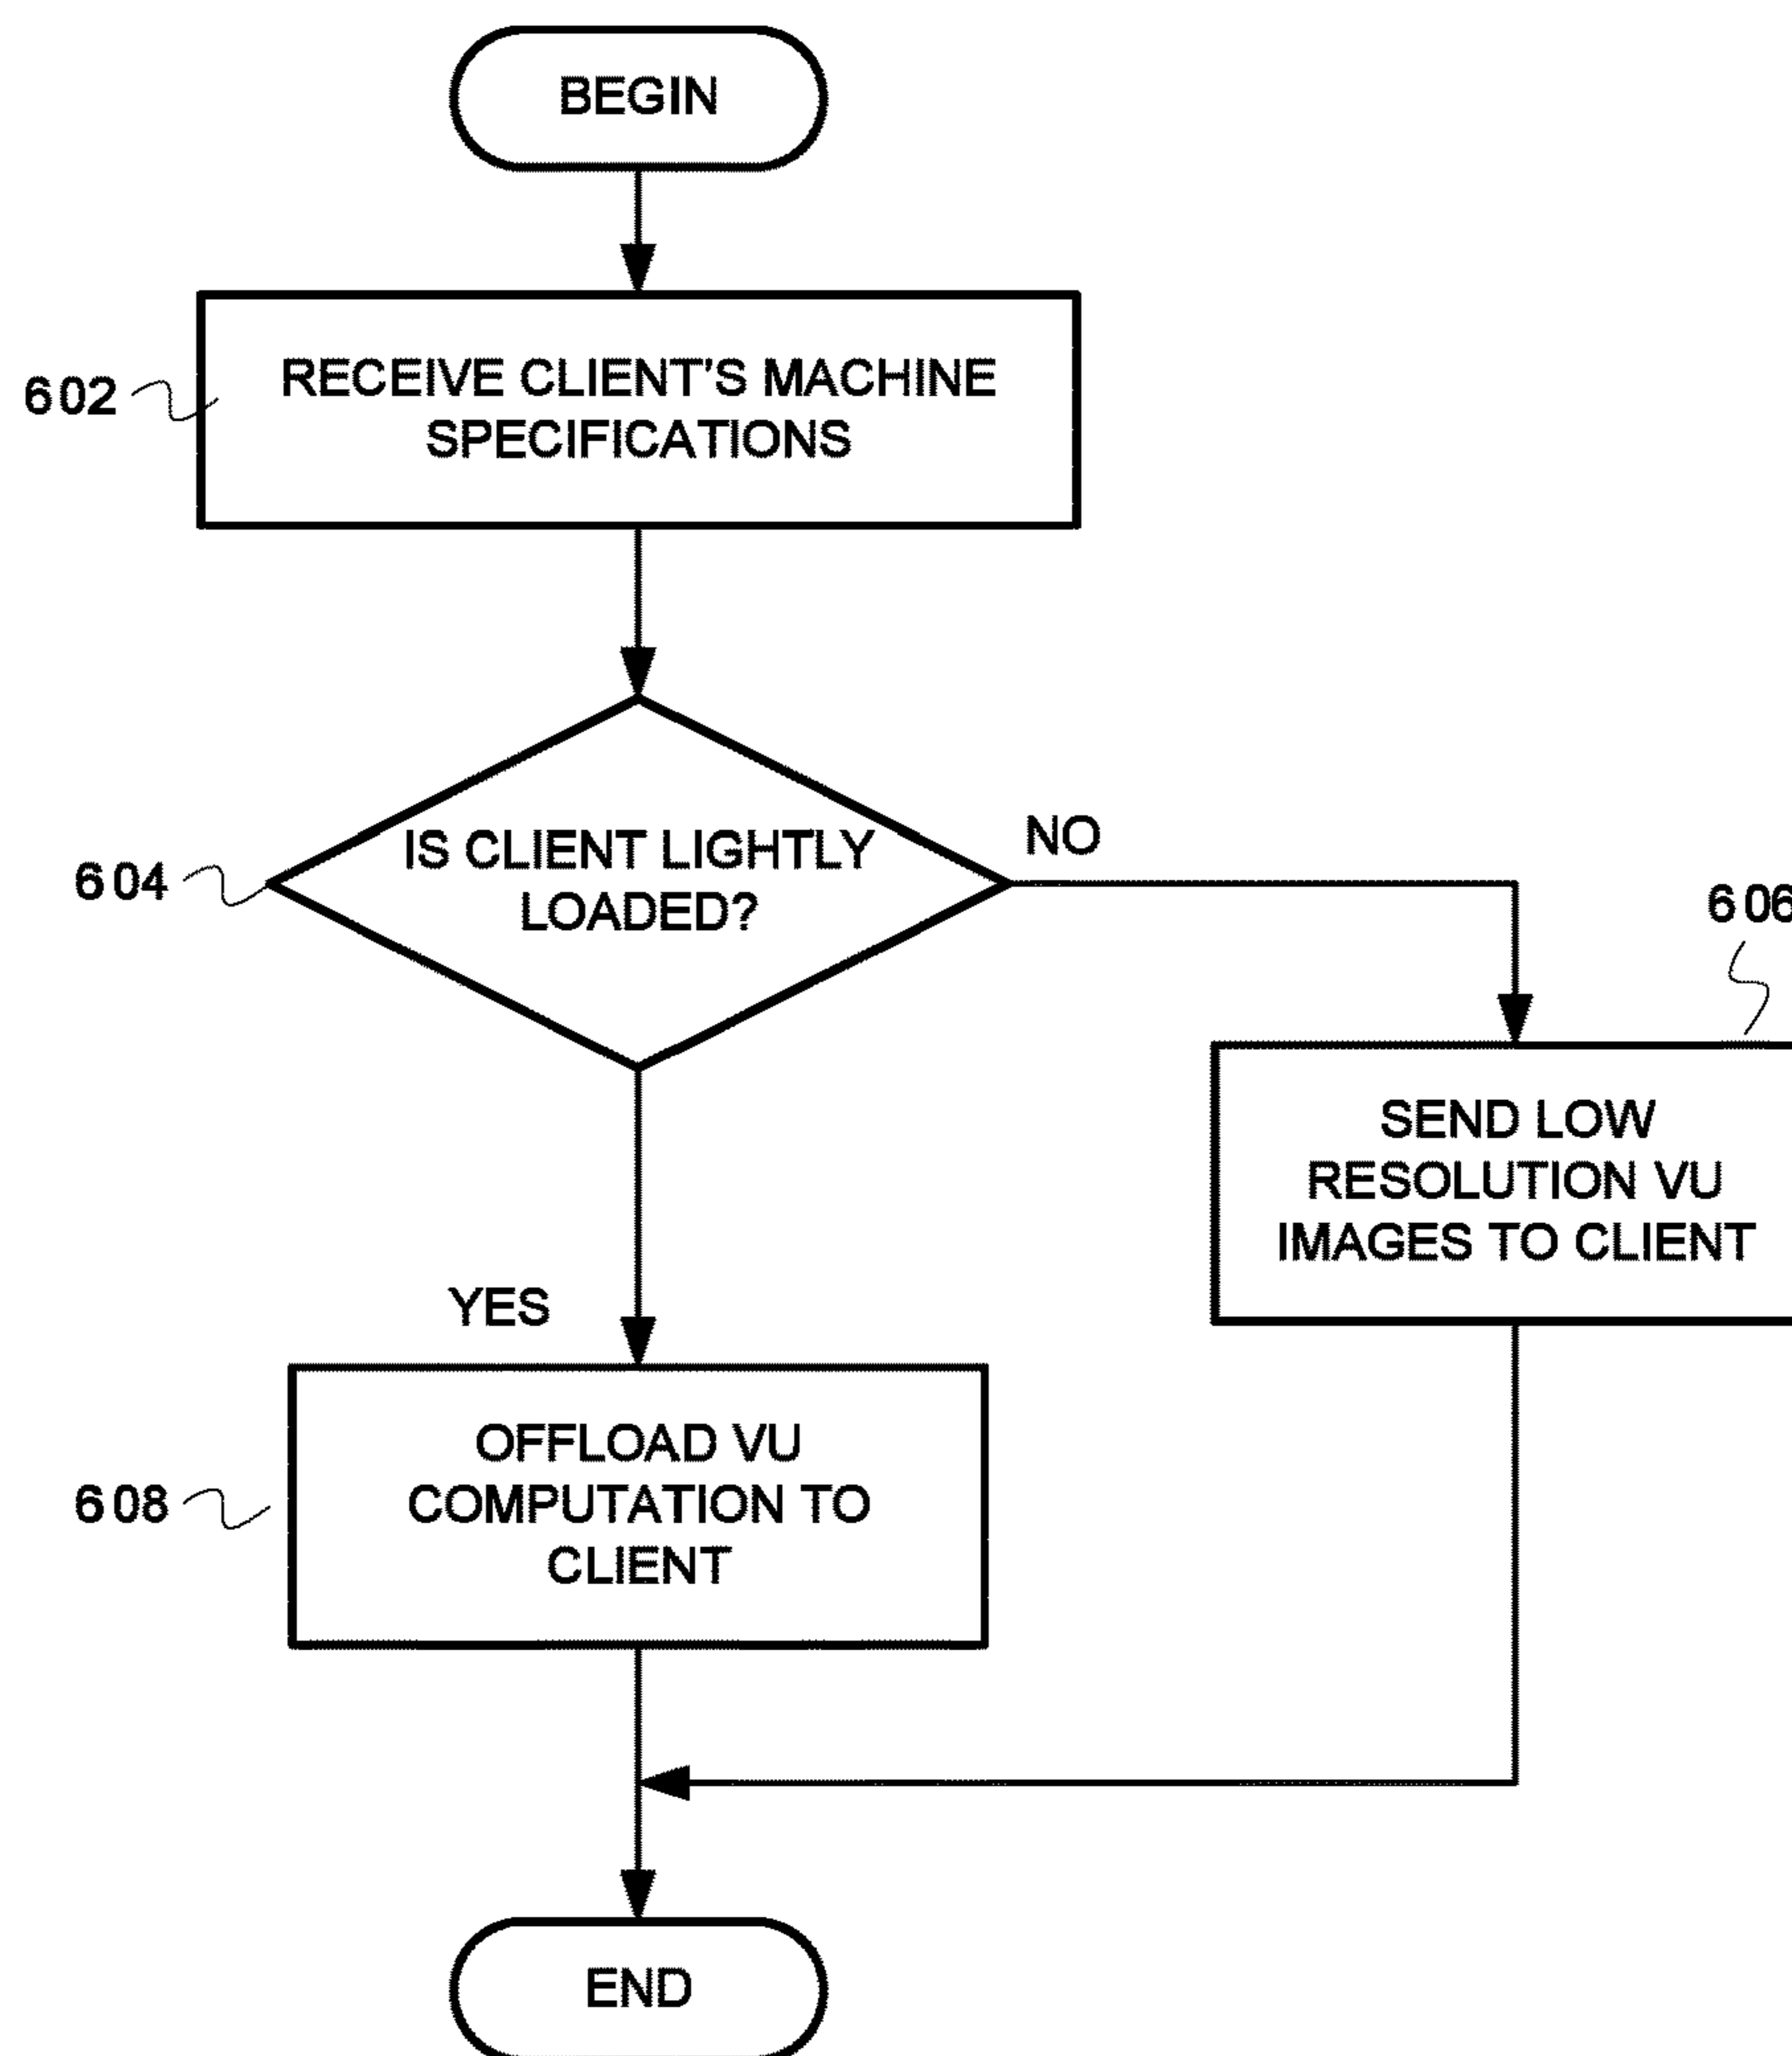 BEGIN
602
RECEIVE CLIENT'S MACHINE
SPECIFICATIONS
604
IS CLIENT LIGHTLY
LOADED?
NO
606
SEND LOW
RESOLUTION VU
IMAGES TO CLIENT
YES
608
OFFLOAD VU
COMPUTATION TO
CLIENT
END